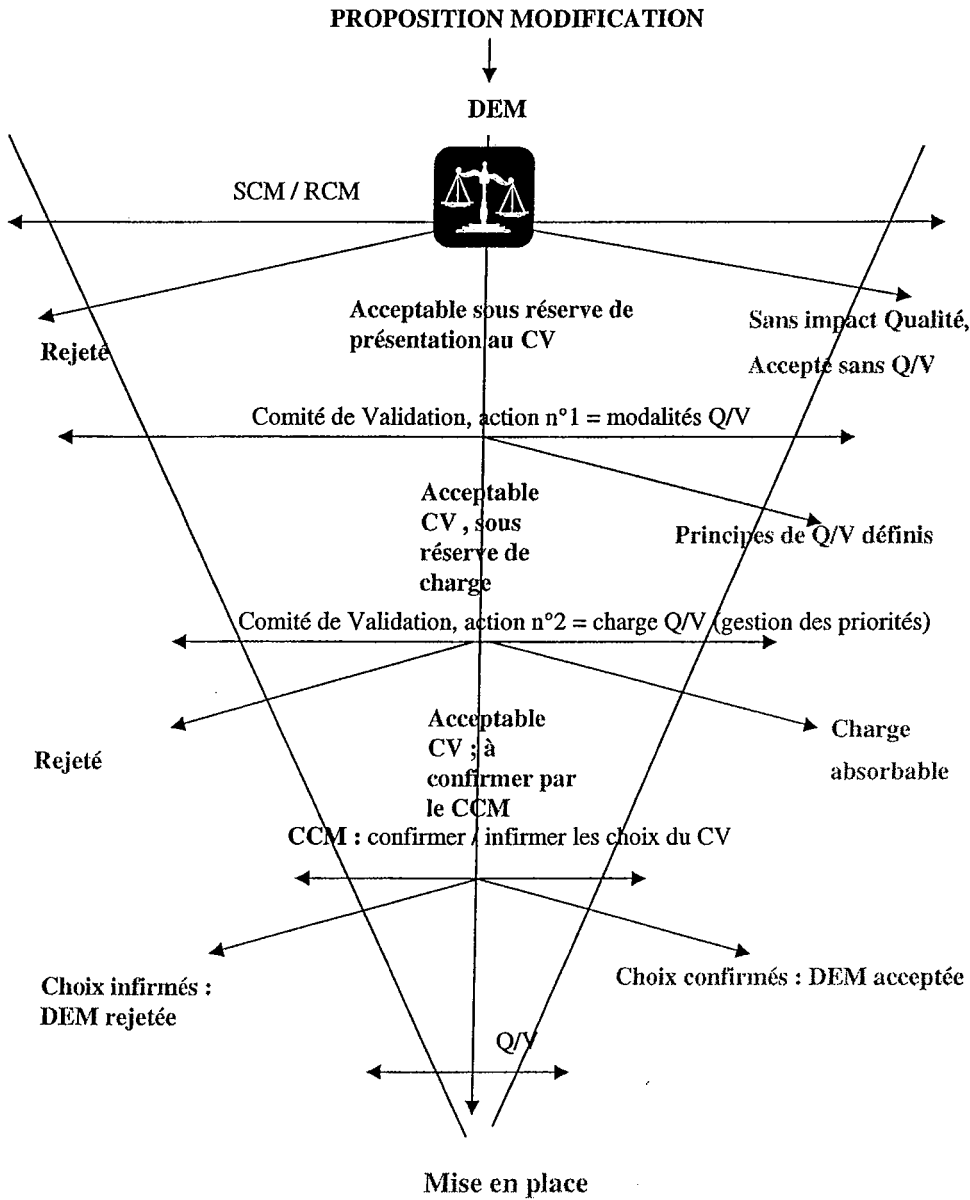 PROPOSITION MODIFICATION
DEM
SCM / RCM
Acceptable sous réserve de
présentation au CV
Rejeté
Sans impact Qualité,
Accepté sans Q/V
Comité de Validation, action n°1 = modalités Q/V
Acceptable
CV , sous
réserve de
charge
Principes de Q/V définis
Comité de Validation, action n°2 = charge Q/V (gestion des priorités)
Rejeté
Acceptable
CV ; à
confirmer par
le CCM
Charge
absorbable
CCM : confirmer / infirmer les choix du CV
Choix infirmés :
DEM rejetée
Choix confirmés : DEM acceptée
Q/V
Mise en place